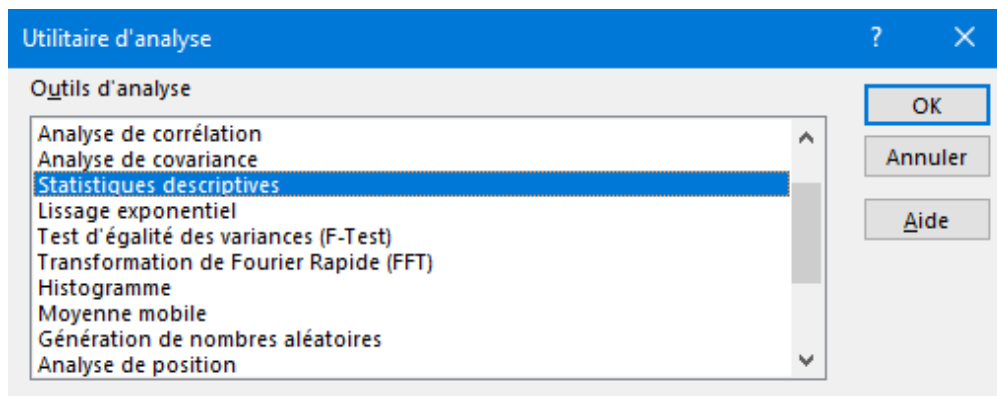 Utilitaire d'analyse
Outils d'analyse
Analyse de corrélation
Analyse de covariance
Statistiques descriptives
Lissage exponentiel
Test d'égalité des variances (F-Test)
Transformation de Fourier Rapide (FFT)
Histogramme
Moyenne mobile
Génération de nombres aléatoires
Analyse de position
?
OK
Annuler
Aide